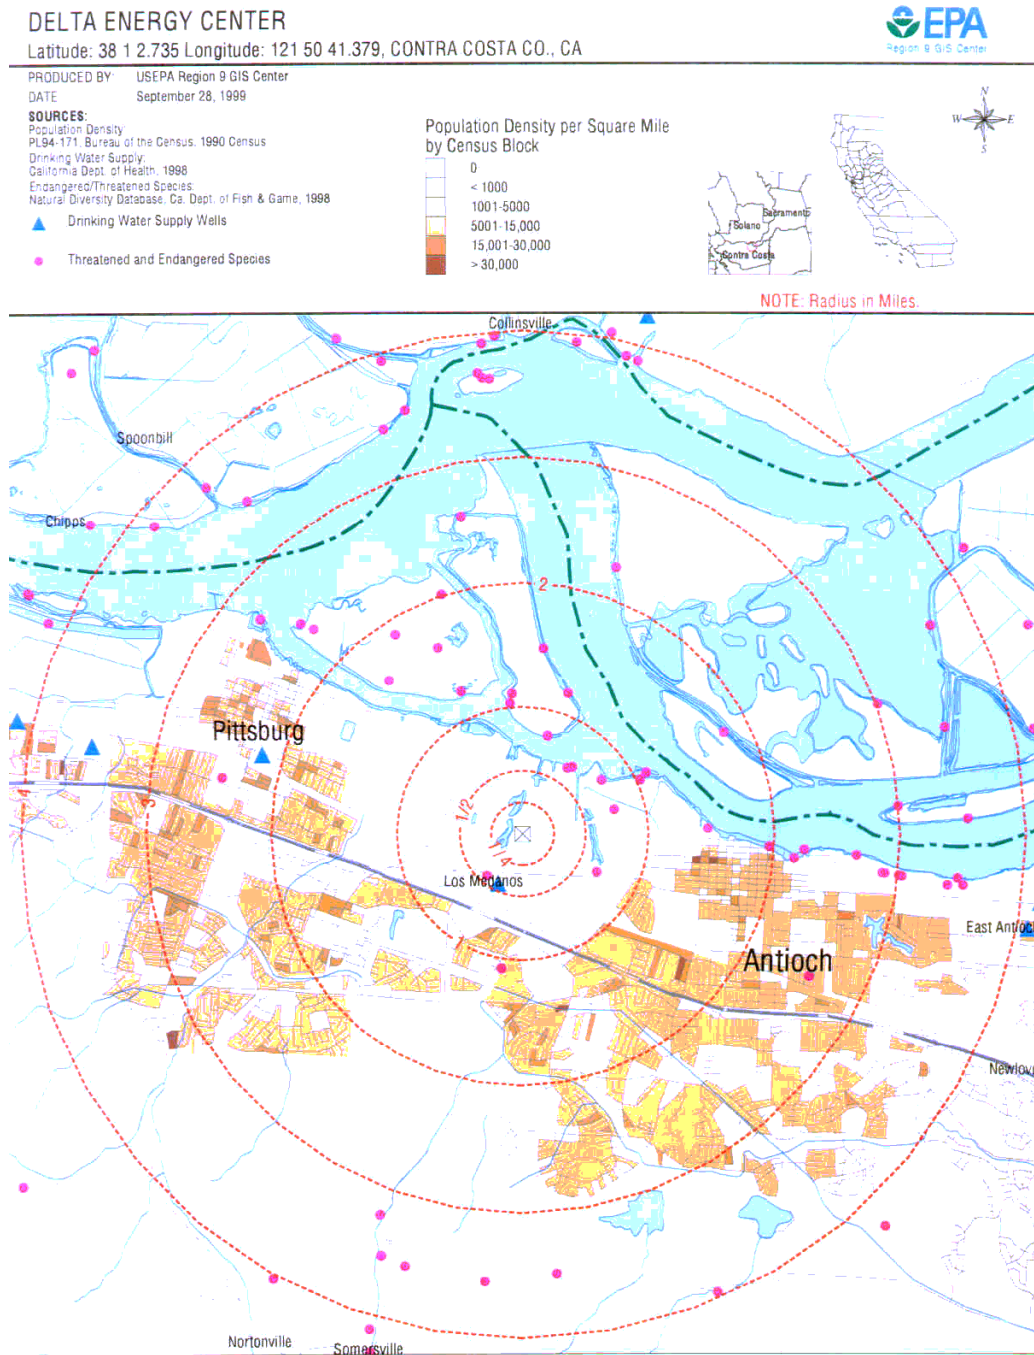 DELTA ENERGY CENTER
Latitude: 38 1 2.735 Longitude: 121 50 41.379, CONTRA COSTA CO., CA
EPA
Region 9 GIS Center
PRODUCED BY: USEPA Region 9 GIS Center
DATE September 28, 1999
SOURCES:
Population Density:
PL94-171, Bureau of the Census, 1990 Census
Drinking Water Supply:
California Dept. of Health, 1998
Endangered/Threatened Species:
Natural Diversity Database, Ca. Dept. of Fish & Game, 1998
Drinking Water Supply Wells
Threatened and Endangered Species
Population Density per Square Mile
by Census Block
0
< 1000
1001-5000
5001-15,000
15,001-30,000
> 30,000
N
W E
S
Sacramento
Solano
Contra Costa
NOTE: Radius in Miles.
Collinsville
Spoonbill
Chipps
2
Pittsburg
4
3
1/2
1/4
Los Medanos
1
East Antioch
Antioch
Newlove
Nortonville
Somersville